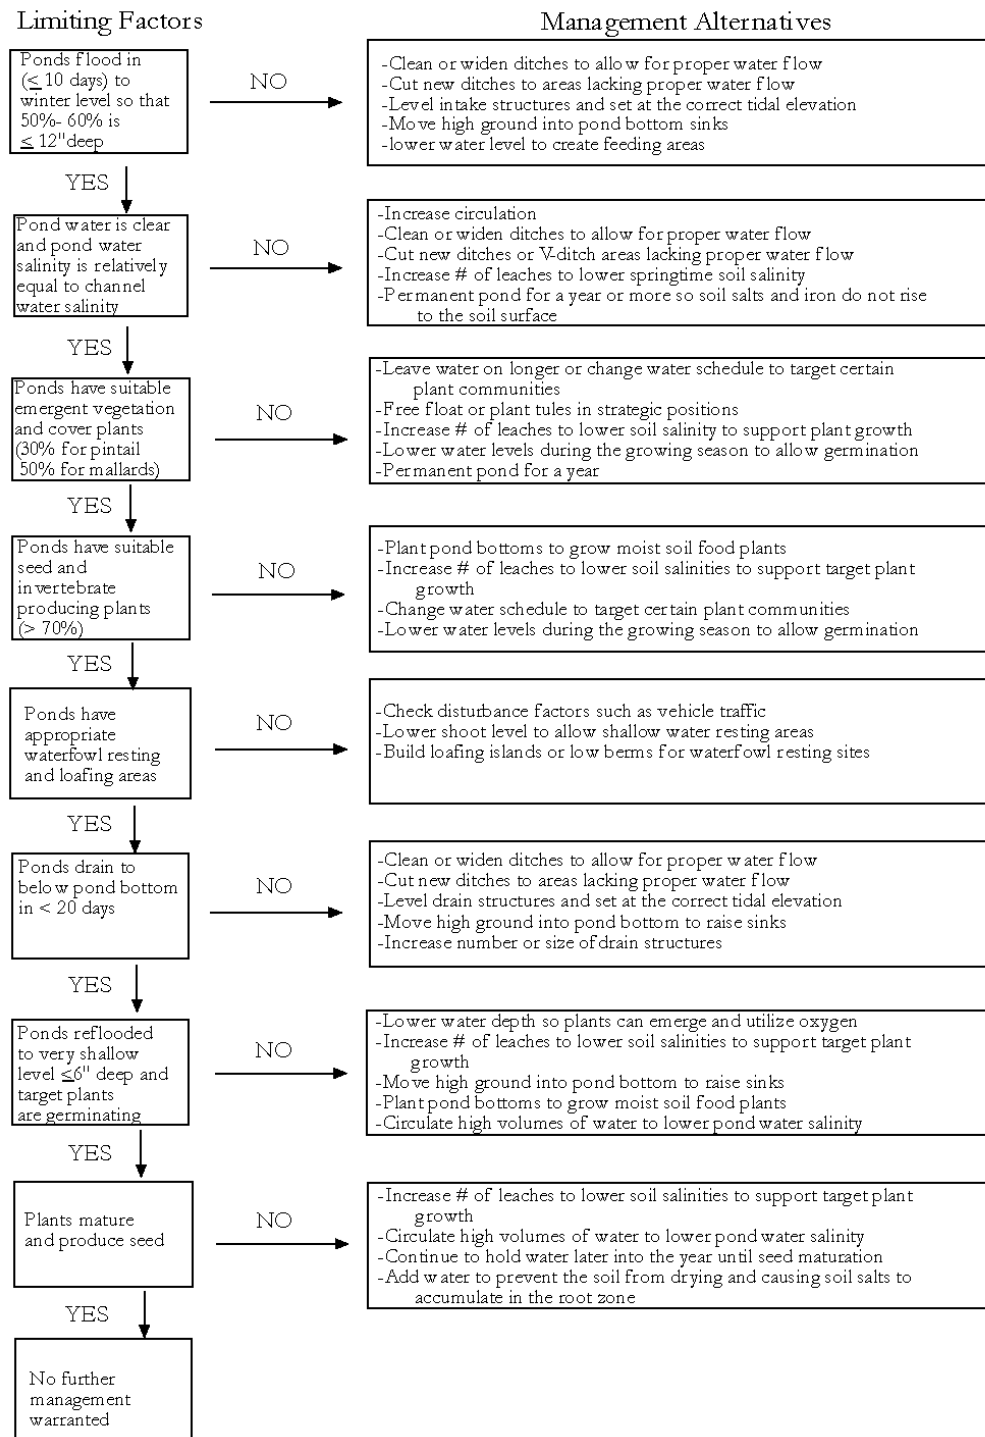 Limiting Factors
Management Alternatives
Ponds flood in
(≤ 10 days) to
winter level so that
50%- 60% is
≤ 12"deep
NO
-Clean or widen ditches to allow for proper water flow
-Cut new ditches to areas lacking proper water flow
-Level intake structures and set at the correct tidal elevation
-Move high ground into pond bottom sinks
-lower water level to create feeding areas
YES
Pond water is clear
and pond water
salinity is relatively
equal to channel
water salinity
NO
-Increase circulation
-Clean or widen ditches to allow for proper water flow
-Cut new ditches or V-ditch areas lacking proper water flow
-Increase # of leaches to lower springtime soil salinity
-Permanent pond for a year or more so soil salts and iron do not rise
to the soil surface
YES
Ponds have suitable
emergent vegetation
and cover plants
(30% for pintail
50% for mallards)
NO
-Leave water on longer or change water schedule to target certain
plant communities
-Free float or plant tules in strategic positions
-Increase # of leaches to lower soil salinity to support plant growth
-Lower water levels during the growing season to allow germination
-Permanent pond for a year
YES
Ponds have suitable
seed and
invertebrate
producing plants
(> 70%)
NO
-Plant pond bottoms to grow moist soil food plants
-Increase # of leaches to lower soil salinities to support target plant
growth
-Change water schedule to target certain plant communities
-Lower water levels during the growing season to allow germination
YES
Ponds have
appropriate
waterfowl resting
and loafing areas
NO
-Check disturbance factors such as vehicle traffic
-Lower shoot level to allow shallow water resting areas
-Build loafing islands or low berms for waterfowl resting sites
YES
Ponds drain to
below pond bottom
in < 20 days
NO
-Clean or widen ditches to allow for proper water flow
-Cut new ditches to areas lacking proper water flow
-Level drain structures and set at the correct tidal elevation
-Move high ground into pond bottom to raise sinks
-Increase number or size of drain structures
YES
Ponds reflooded
to very shallow
level ≤6" deep and
target plants
are germinating
NO
-Lower water depth so plants can emerge and utilize oxygen
-Increase # of leaches to lower soil salinities to support target plant
growth
-Move high ground into pond bottom to raise sinks
-Plant pond bottoms to grow moist soil food plants
-Circulate high volumes of water to lower pond water salinity
YES
Plants mature
and produce seed
NO
-Increase # of leaches to lower soil salinities to support target plant
growth
-Circulate high volumes of water to lower pond water salinity
-Continue to hold water later into the year until seed maturation
-Add water to prevent the soil from drying and causing soil salts to
accumulate in the root zone
YES
No further
management
warranted